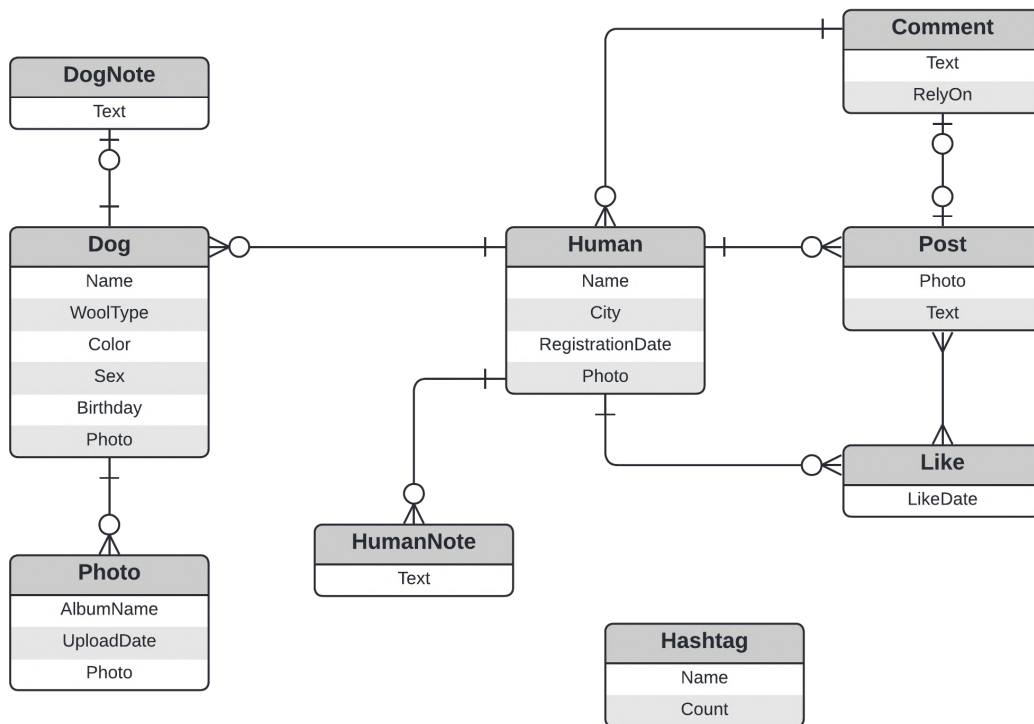 Comment
Text
RelyOn
DogNote
Text
Dog
Name
WoolType
Color
Sex
Birthday
Photo
Human
Name
City
RegistrationDate
Photo
Post
Photo
Text
Like
LikeDate
HumanNote
Text
Photo
AlbumName
UploadDate
Photo
Hashtag
Name
Count